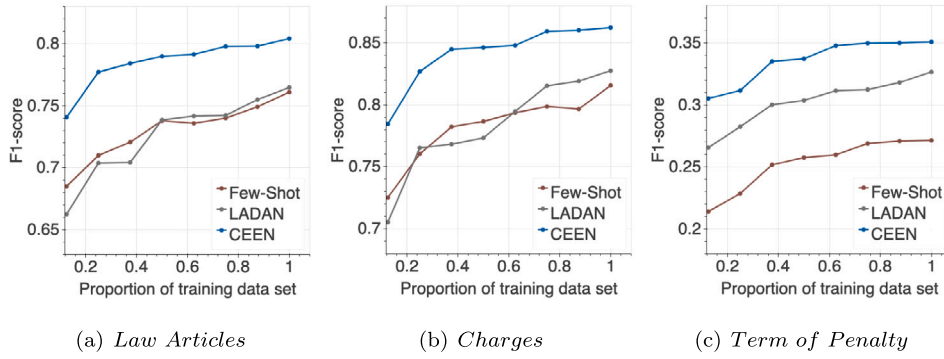 0.8
0.75
0.7
0.65
F1-score
Few-Shot
LADAN
CEEN
0.2 0.4 0.6 0.8 1
Proportion of training data set
(a) Law Articles
0.85
0.8
0.75
0.7
F1-score
Few-Shot
LADAN
CEEN
0.2 0.4 0.6 0.8 1
Proportion of training data set
(b) Charges
0.35
0.3
0.25
0.2
F1-score
Few-Shot
LADAN
CEEN
0.2 0.4 0.6 0.8 1
Proportion of training data set
(c) Term of Penalty